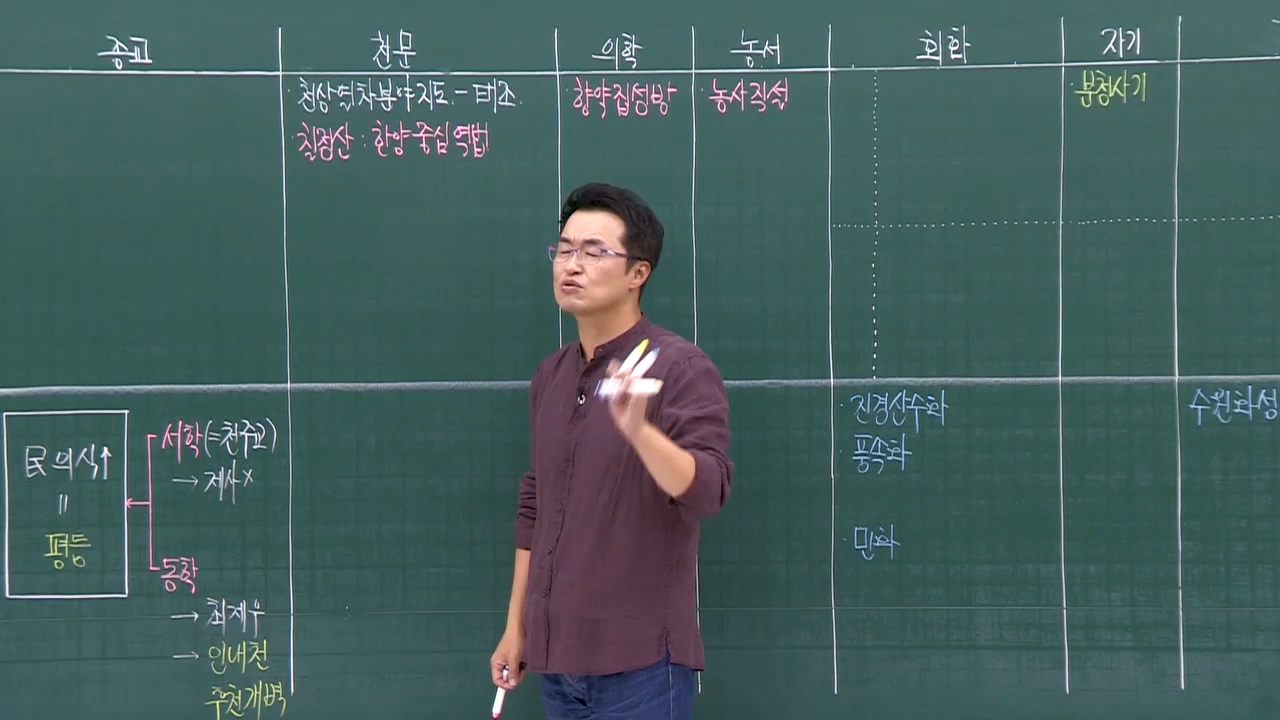 종교
천문
의학
농서
회화
자기
· 천상열차분야지도 - 태조.
· 칠정산 : 한양 중심 역법
· 향약집성방
· 농사직설
· 분청사기
民 의식↑
=
평등
서학(=천주교)
→ 제사 x
동학
→ 최제우
→ 인내천
후천개벽
· 진경산수화
· 풍속화
· 민화
수원화성